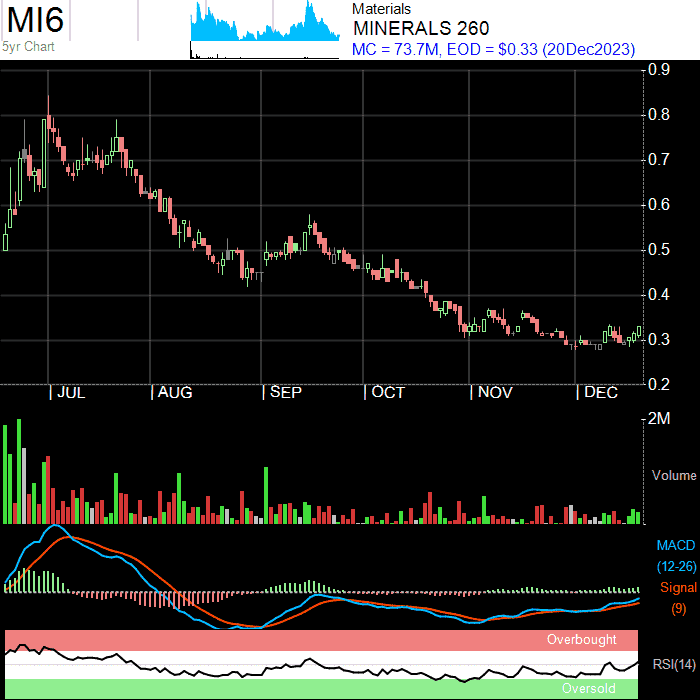 MI6
5yr Chart
Materials
MINERALS 260
MC = 73.7M, EOD = $0.33 (20Dec2023)
0.9
0.8
0.7
0.6
0.5
0.4
0.3
0.2
JUL AUG SEP OCT NOV DEC
2M
Volume
MACD
(12-26)
Signal
(9)
Overbought
RSI(14)
Oversold